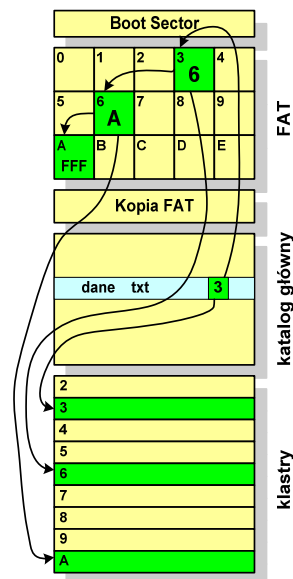 Boot Sector
0 1 2 3 4
6
5 6 7 8 9
A
A B C D E
FFF
FAT
Kopia FAT
dane txt 3
katalog główny
2
3
4
5
6
7
8
9
A
klastry